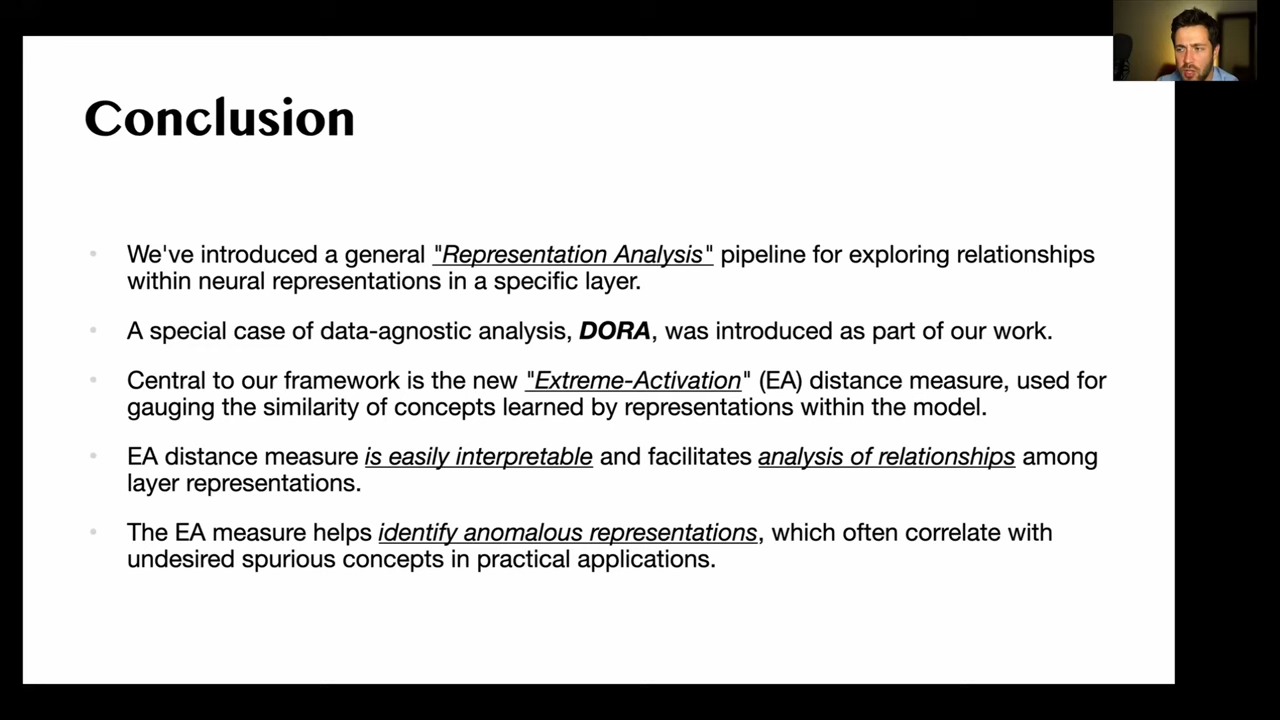 Conclusion
• We've introduced a general "Representation Analysis" pipeline for exploring relationships
within neural representations in a specific layer.
• A special case of data-agnostic analysis, DORA, was introduced as part of our work.
• Central to our framework is the new "Extreme-Activation" (EA) distance measure, used for
gauging the similarity of concepts learned by representations within the model.
• EA distance measure is easily interpretable and facilitates analysis of relationships among
layer representations.
• The EA measure helps identify anomalous representations, which often correlate with
undesired spurious concepts in practical applications.